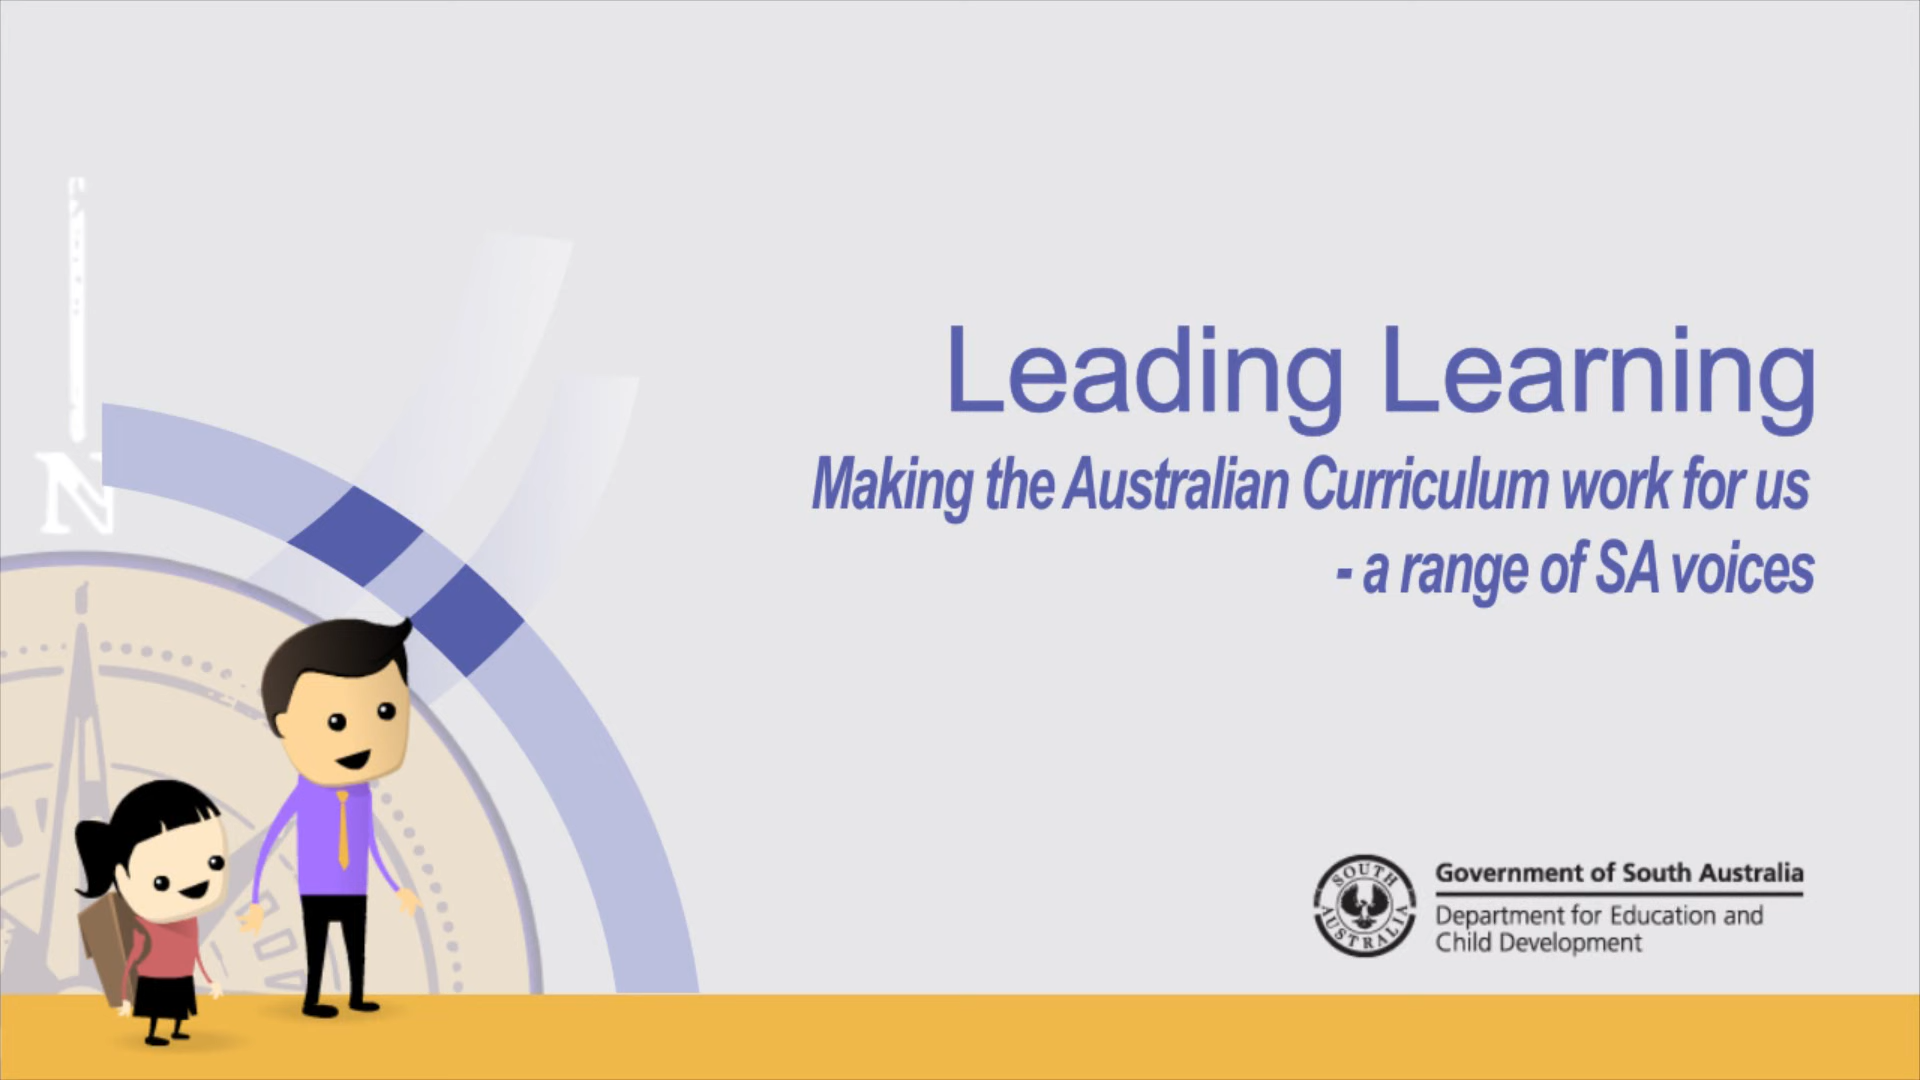 N
Leading Learning
Making the Australian Curriculum work for us
- a range of SA voices
SOUTH AUSTRALIA
Government of South Australia
Department for Education and
Child Development